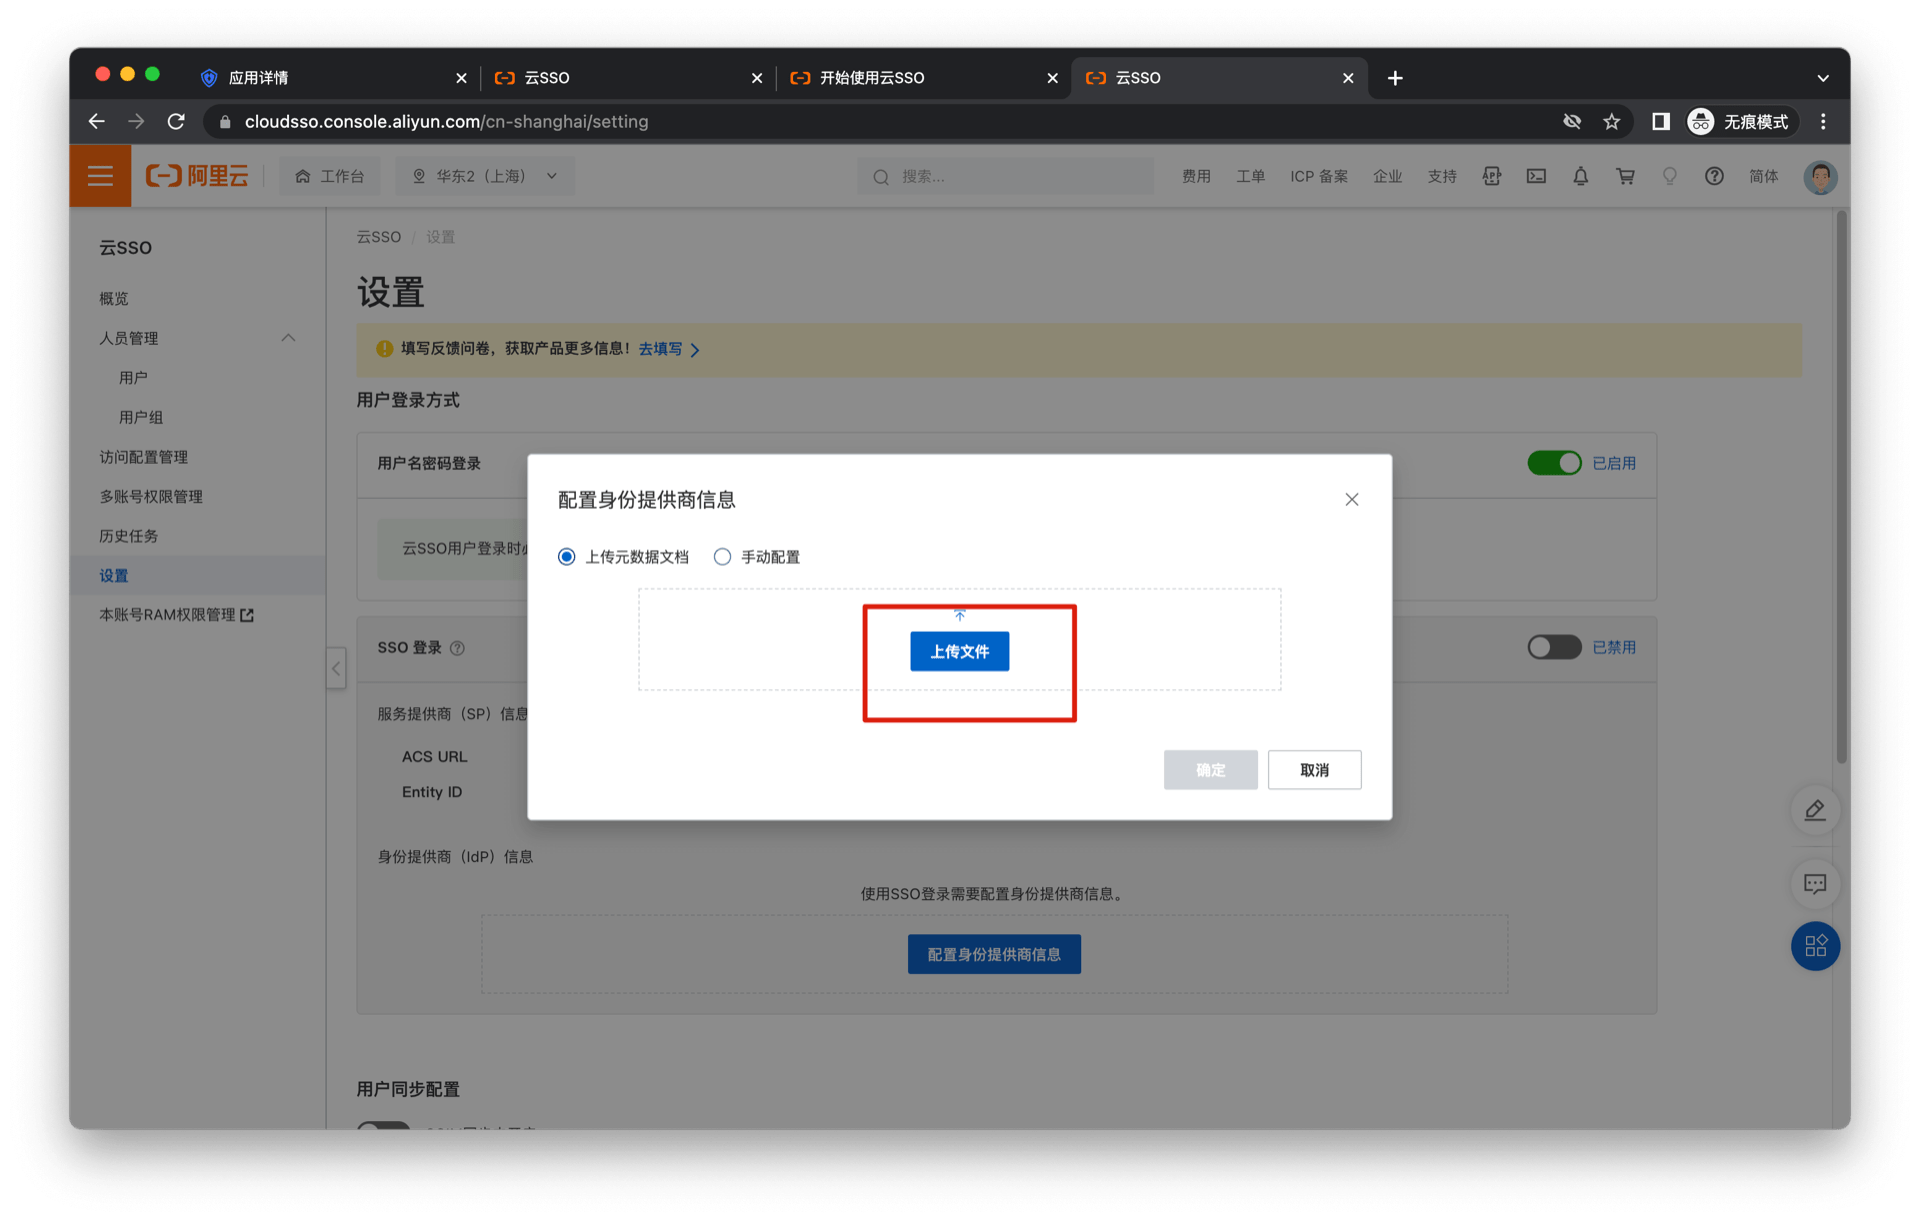 应用详情
云SSO
开始使用云SSO
云SSO
cloudsso.console.aliyun.com/cn-shanghai/setting
无痕模式
阿里云
工作台
华东2（上海）
搜索...
费用
工单
ICP 备案
企业
支持
简体
云SSO
概览
人员管理
用户
用户组
访问配置管理
多账号权限管理
历史任务
设置
本账号RAM权限管理
云SSO / 设置
设置
填写反馈问卷，获取产品更多信息！去填写
用户登录方式
用户名密码登录
已启用
云SSO用户登录时
SSO 登录
已禁用
服务提供商（SP）信息
ACS URL
Entity ID
身份提供商（IdP）信息
使用SSO登录需要配置身份提供商信息。
配置身份提供商信息
用户同步配置
配置身份提供商信息
上传元数据文档
手动配置
上传文件
确定
取消